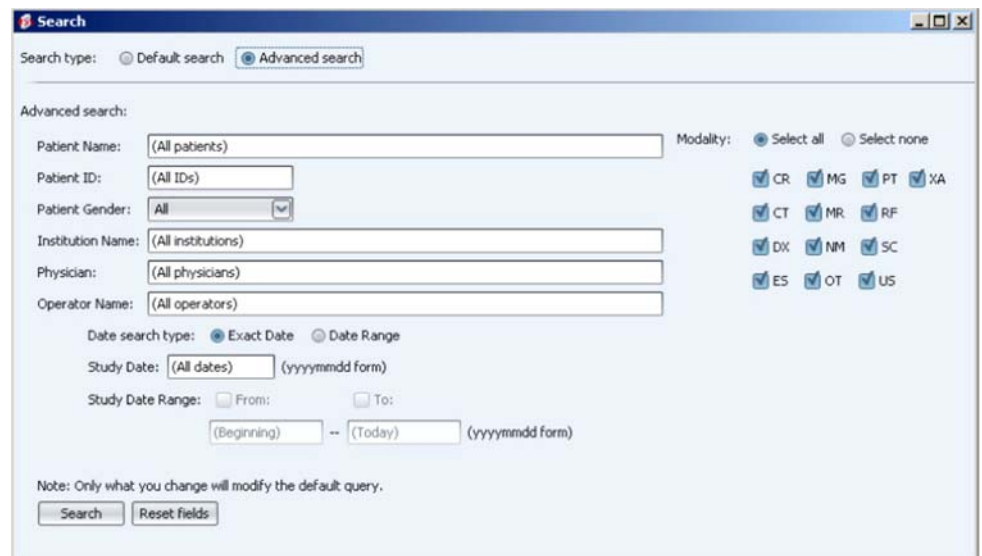 Search
Search type: Default search Advanced search
Advanced search:
Patient Name: (All patients)
Patient ID: (All IDs)
Patient Gender: All
Institution Name: (All institutions)
Physician: (All physicians)
Operator Name: (All operators)
Date search type: Exact Date Date Range
Study Date: (All dates) (yyyymmdd form)
Study Date Range: From: To:
(Beginning) -- (Today) (yyyymmdd form)
Note: Only what you change will modify the default query.
Search Reset fields
Modality: Select all Select none
CR MG PT XA
CT MR RF
DX NM SC
ES OT US